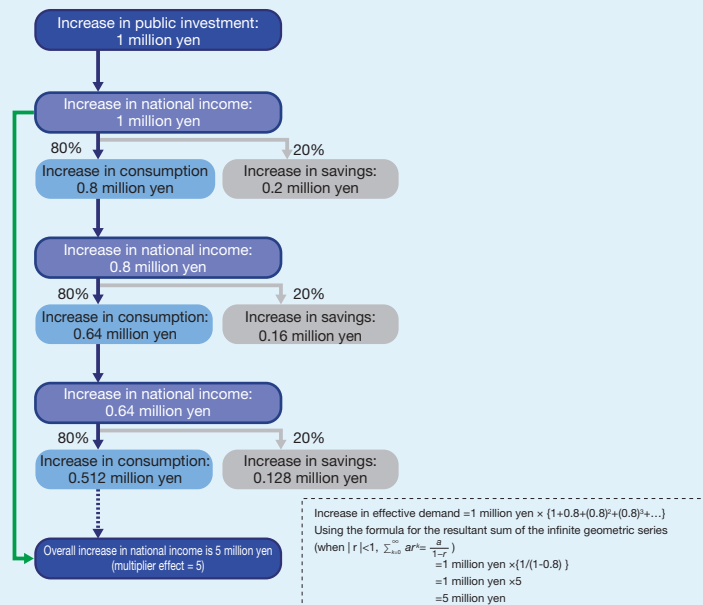 Increase in public investment:
1 million yen
Increase in national income:
1 million yen
80%
20%
Increase in consumption
0.8 million yen
Increase in savings:
0.2 million yen
Increase in national income:
0.8 million yen
80%
20%
Increase in consumption:
0.64 million yen
Increase in savings:
0.16 million yen
Increase in national income:
0.64 million yen
80%
20%
Increase in consumption:
0.512 million yen
Increase in savings:
0.128 million yen
Overall increase in national income is 5 million yen
(multiplier effect = 5)
Increase in effective demand =1 million yen × {1+0.8+(0.8)²+(0.8)³+…}
Using the formula for the resultant sum of the infinite geometric series
(when | r |<1, ∑_{k=0}^{∞} arᵏ= a/1−r )
=1 million yen ×{1/(1-0.8) }
=1 million yen ×5
=5 million yen